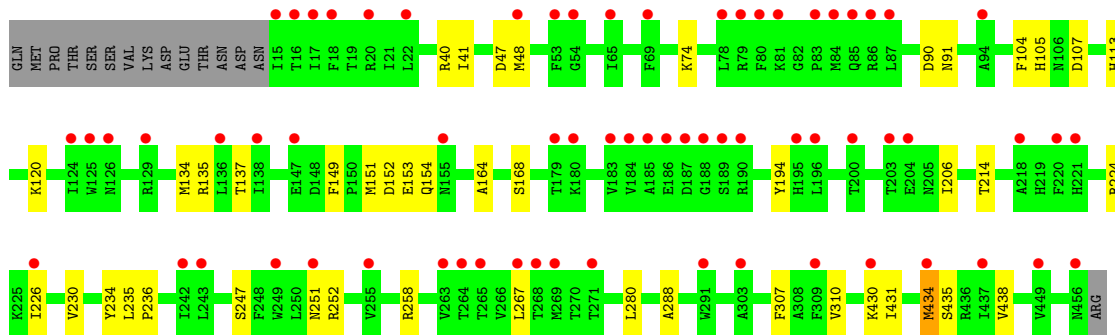 GLN MET PRO THR SER SER VAL LYS ASP GLU THR ASN ASP ASN I15 T16 I17 F18 T19 R20 I21 L22 R40 I41 D47 M48 F53 G54 I65 F69 K74 L78 R79 F80 K81 G82 P83 M84 Q85 R86 L87 D90 N91 A94 F104 H105 N106 D107 H113
K120 I124 W125 N126 R129 M134 R135 L136 T137 I138 E147 D148 F149 P150 M151 D152 E153 Q154 N155 A164 S168 T179 K180 V183 V184 A185 E186 D187 G188 S189 R190 Y194 H195 L196 T200 T203 E204 N205 I206 T214 A218 H219 F220 H221 R224
K225 I226 V230 Y234 L235 P236 I242 L243 S247 F248 W249 L250 N251 R252 V255 R258 V263 T264 T265 V266 L267 T268 M269 T270 T271 L280 A288 W291 A303 F307 A308 F309 V310 K430 I431 M434 S435 R436 I437 V438 V449 N456 ARG